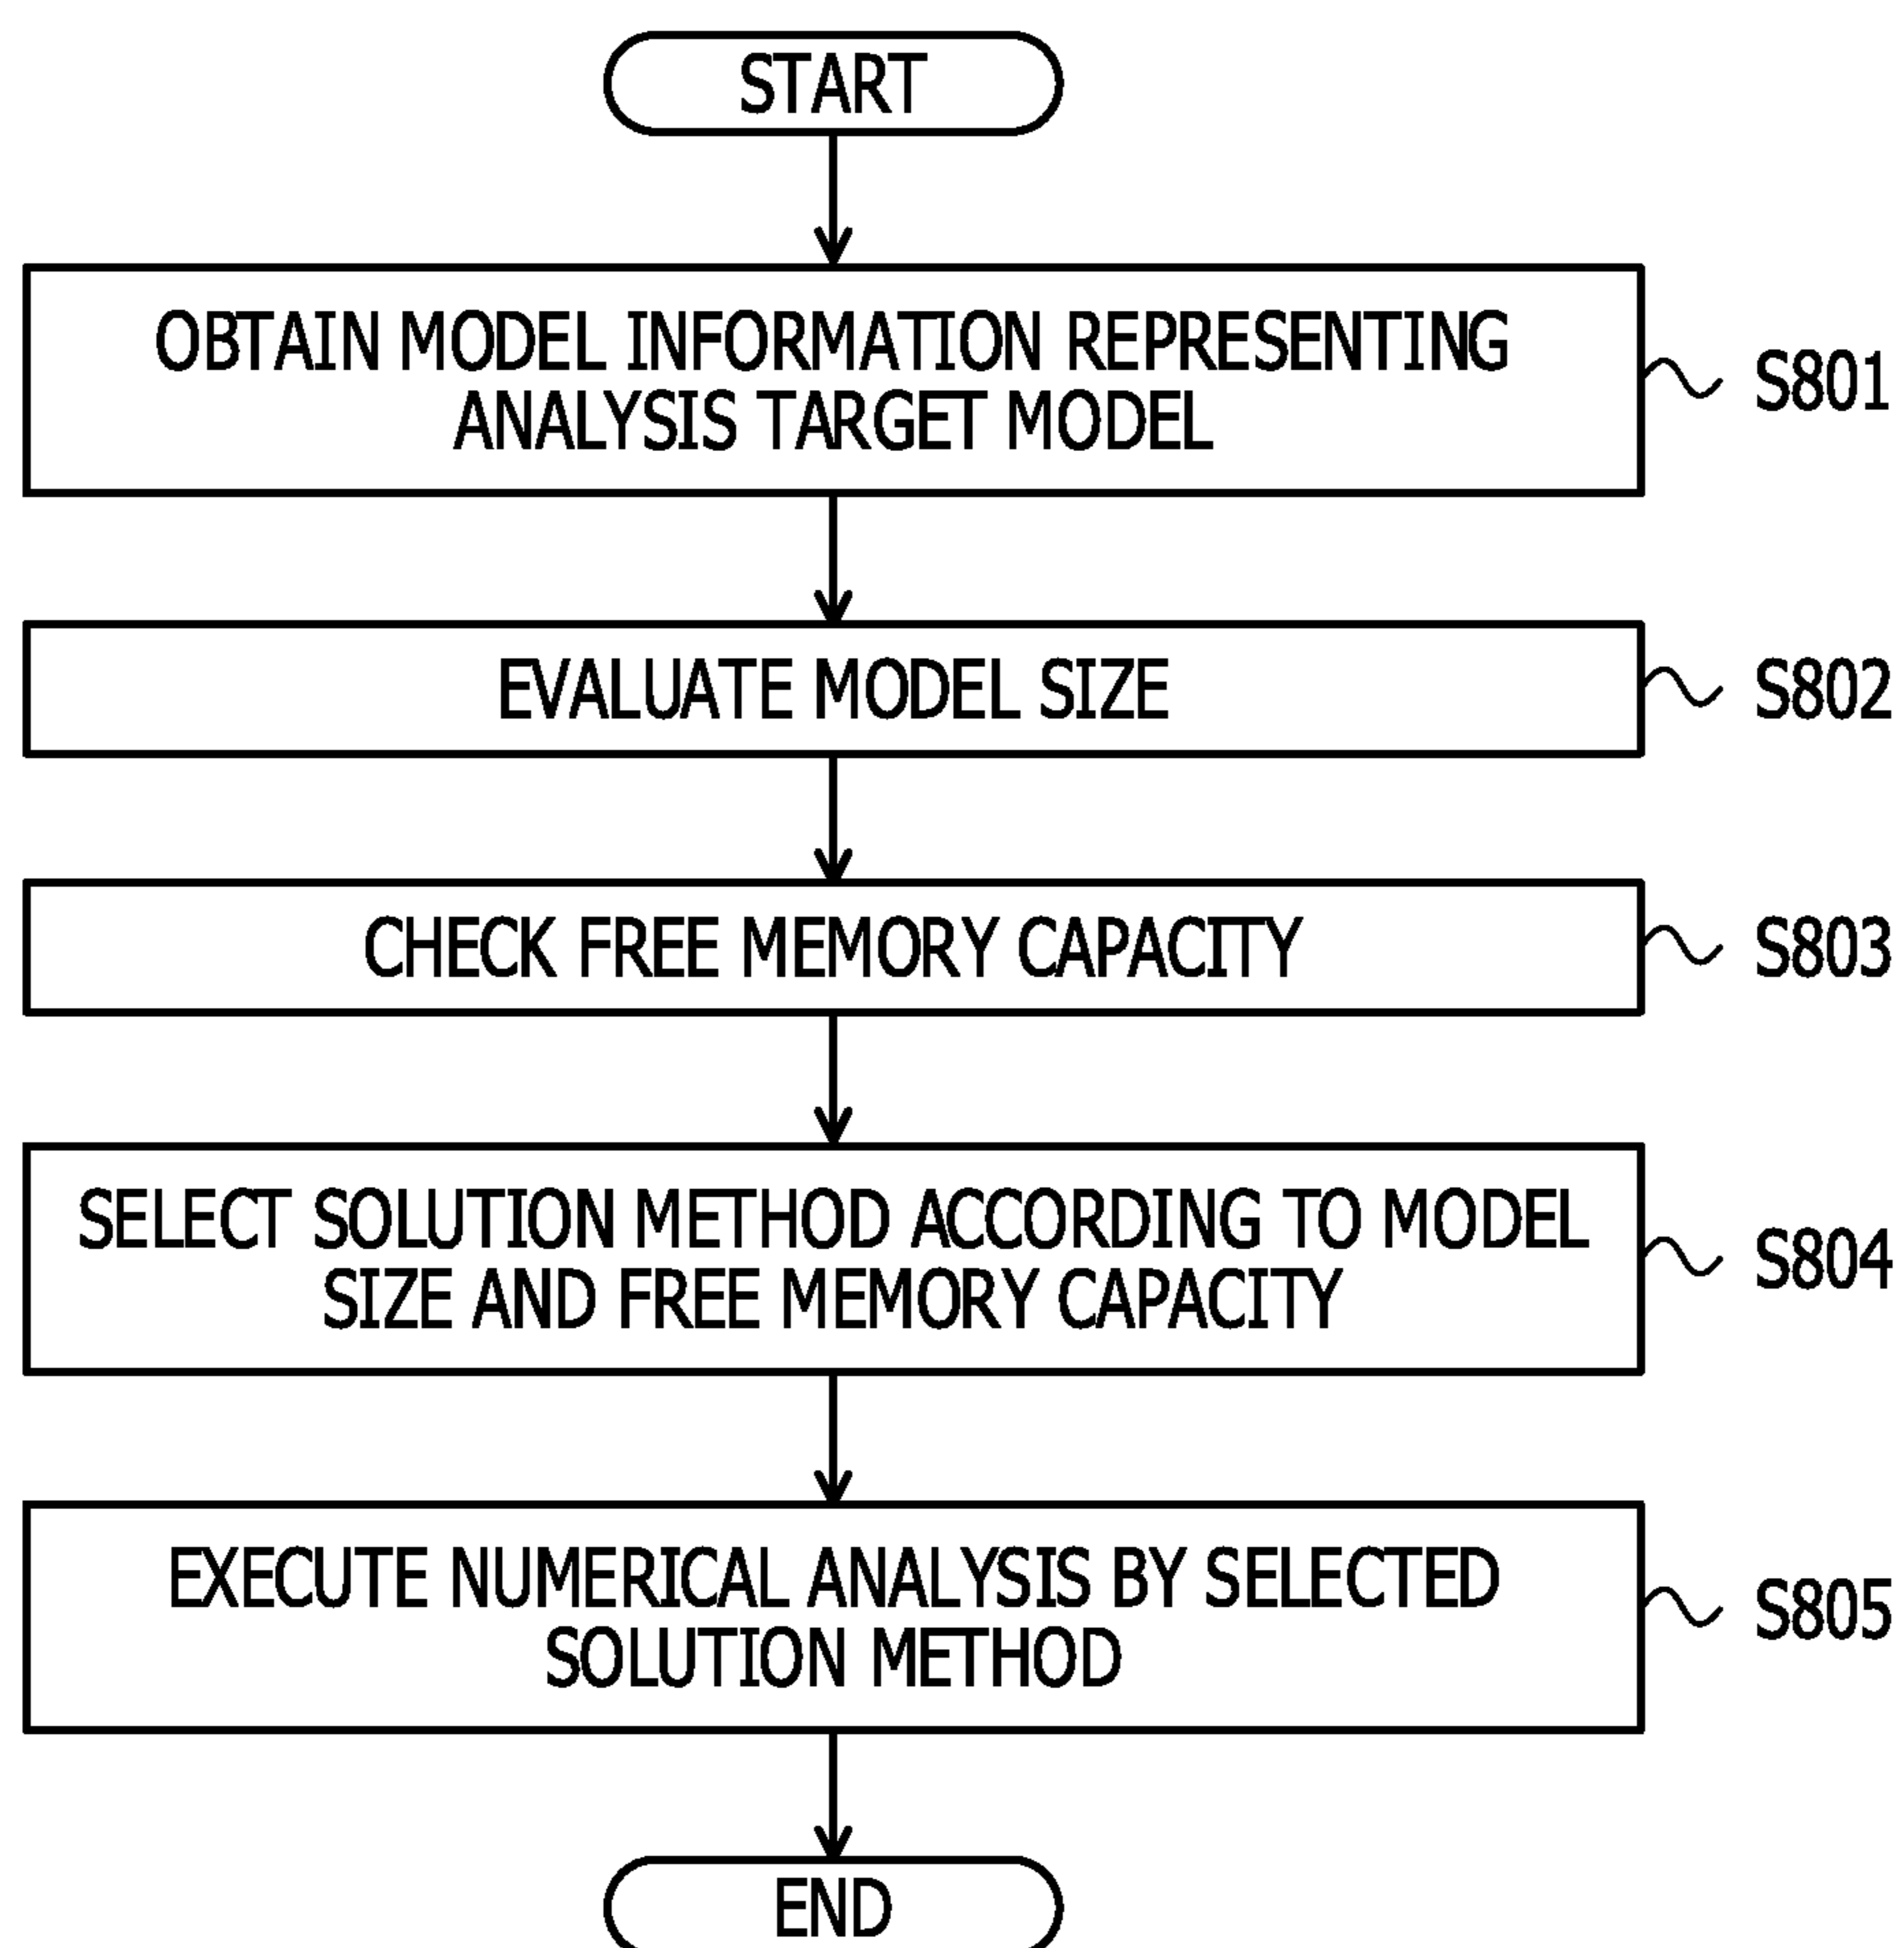 START
OBTAIN MODEL INFORMATION REPRESENTING
ANALYSIS TARGET MODEL
S801
EVALUATE MODEL SIZE
S802
CHECK FREE MEMORY CAPACITY
S803
SELECT SOLUTION METHOD ACCORDING TO MODEL
SIZE AND FREE MEMORY CAPACITY
S804
EXECUTE NUMERICAL ANALYSIS BY SELECTED
SOLUTION METHOD
S805
END